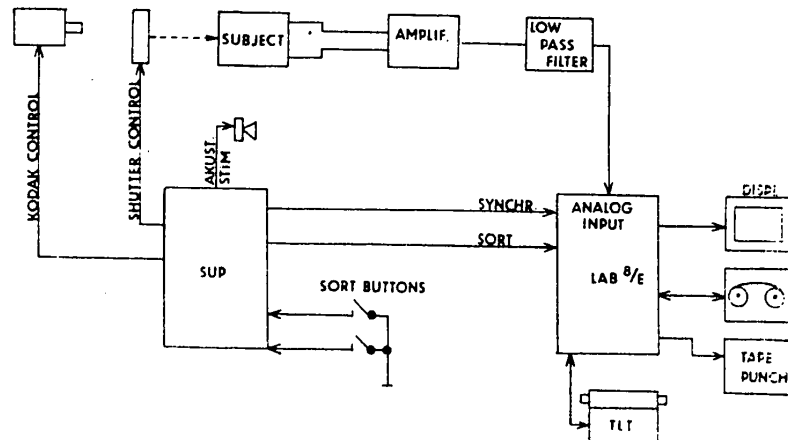 SUBJECT
AMPLIF.
LOW
PASS
FILTER
KODAK CONTROL
SHUTTER CONTROL
AKUST.
STIM
SYNCHR.
SORT
ANALOG
INPUT
LAB 8/E
DISPL
SUP
SORT BUTTONS
TAPE
PUNCH
TLT